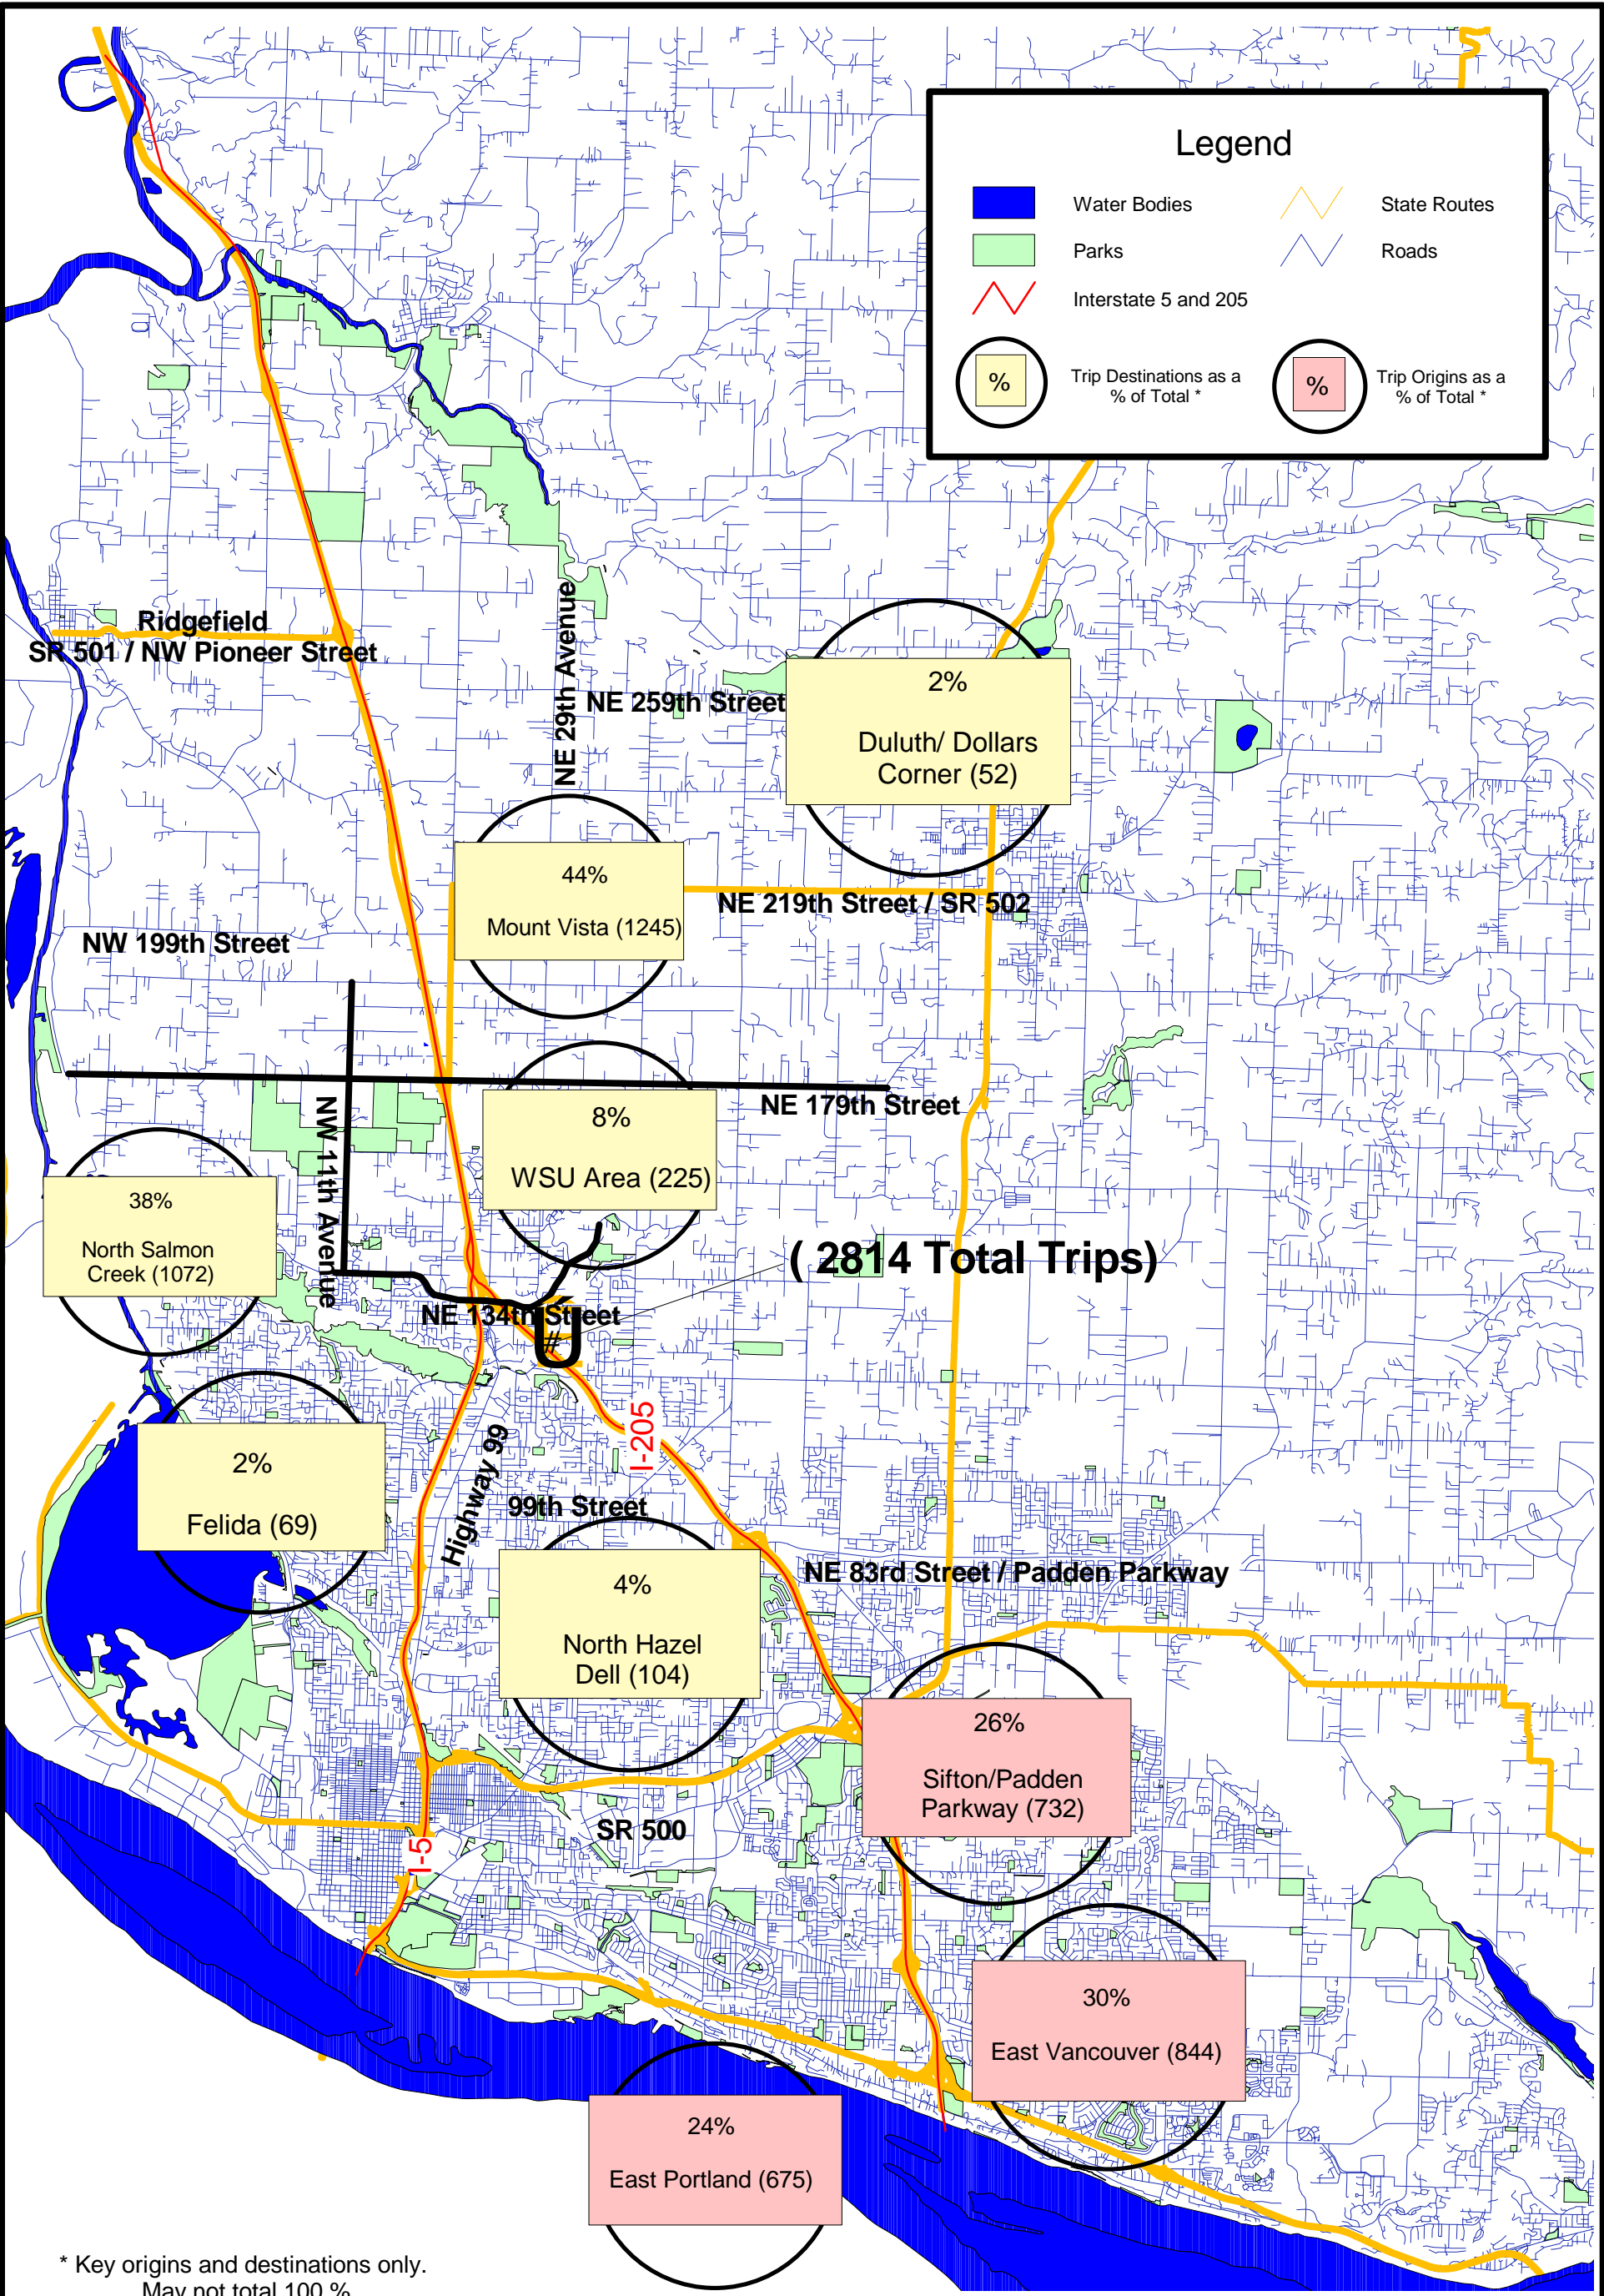 Legend
Water Bodies
State Routes
Parks
Roads
Interstate 5 and 205
%
Trip Destinations as a
% of Total *
%
Trip Origins as a
% of Total *
Ridgefield
SR 501 / NW Pioneer Street
NE 29th Avenue
NE 259th Street
2%
Duluth/ Dollars
Corner (52)
44%
Mount Vista (1245)
NE 219th Street / SR 502
NW 199th Street
NW 11th Avenue
NE 179th Street
8%
WSU Area (225)
38%
North Salmon
Creek (1072)
( 2814 Total Trips)
NE 134th Street
Ú
#
I-205
Highway 99
2%
Felida (69)
99th Street
4%
North Hazel
Dell (104)
NE 83rd Street / Padden Parkway
26%
Sifton/Padden
Parkway (732)
SR 500
I-5
30%
East Vancouver (844)
24%
East Portland (675)
* Key origins and destinations only.
May not total 100 %